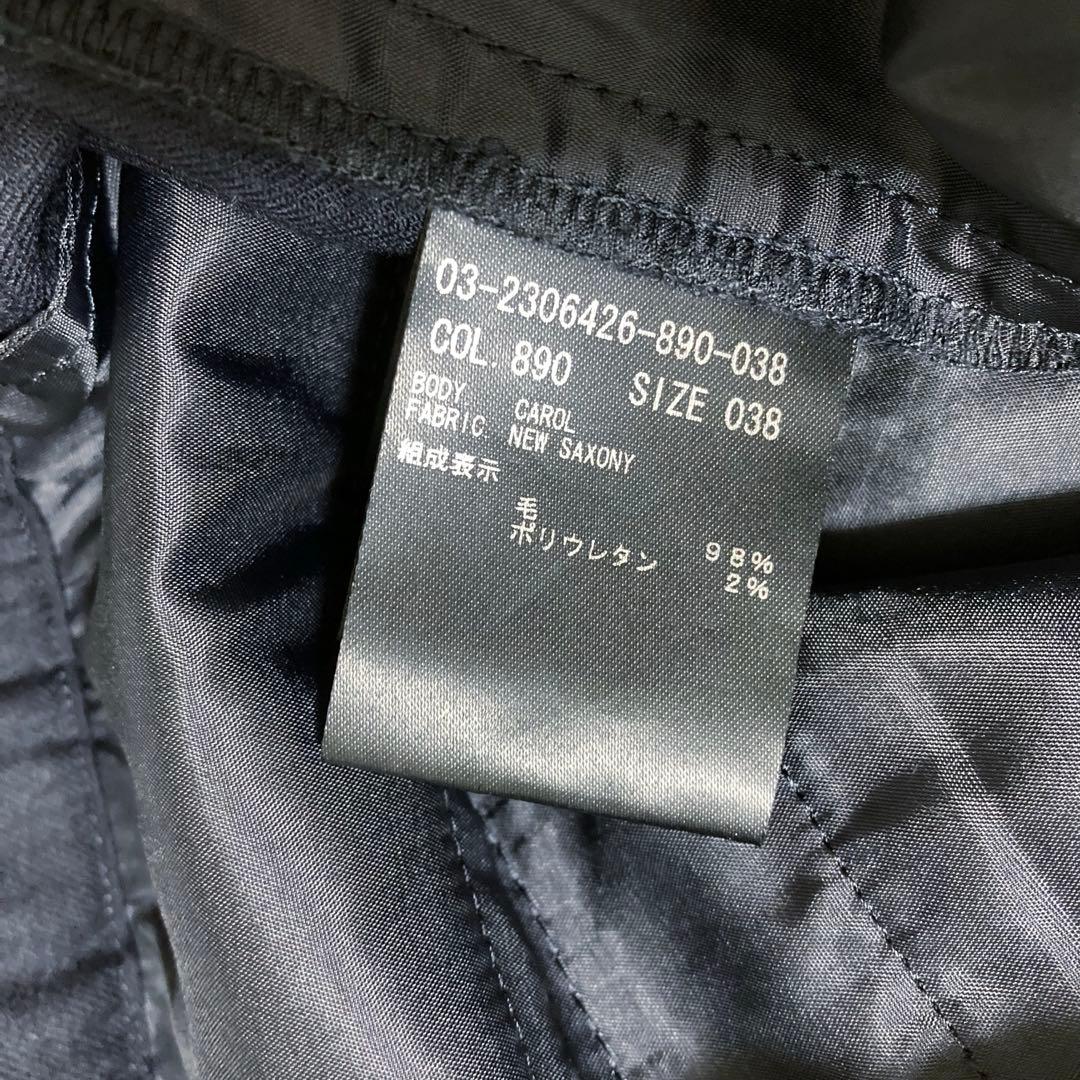 03-2306426-890-038
COL. 890 SIZE 038
BODY CAROL
FABRIC NEW SAXONY
組成表示
毛 98%
ポリウレタン 2%